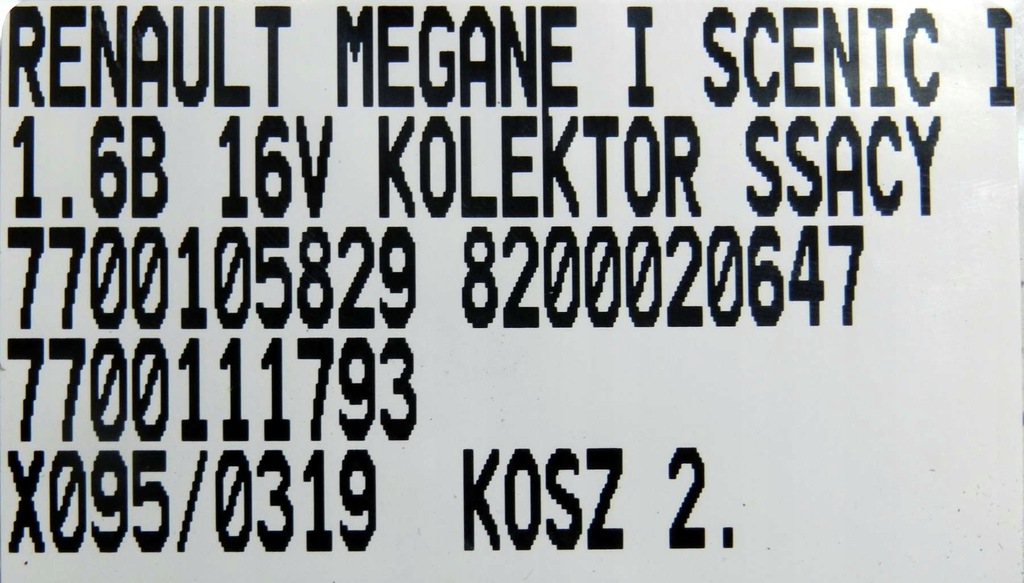 RENAULT MEGANE I SCENIC I
1.6B 16V KOLEKTOR SSACY
7700105829 8200020647
7700111793
X095/0319 KOSZ 2.